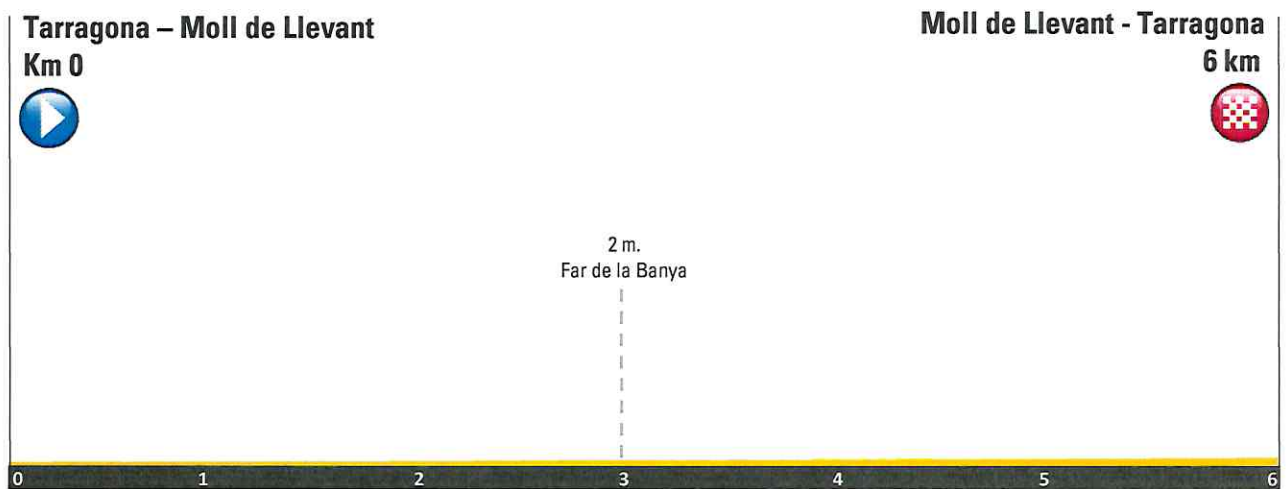 Tarragona – Moll de Llevant
Km 0
Moll de Llevant - Tarragona
6 km
2 m.
Far de la Banya
0 1 2 3 4 5 6